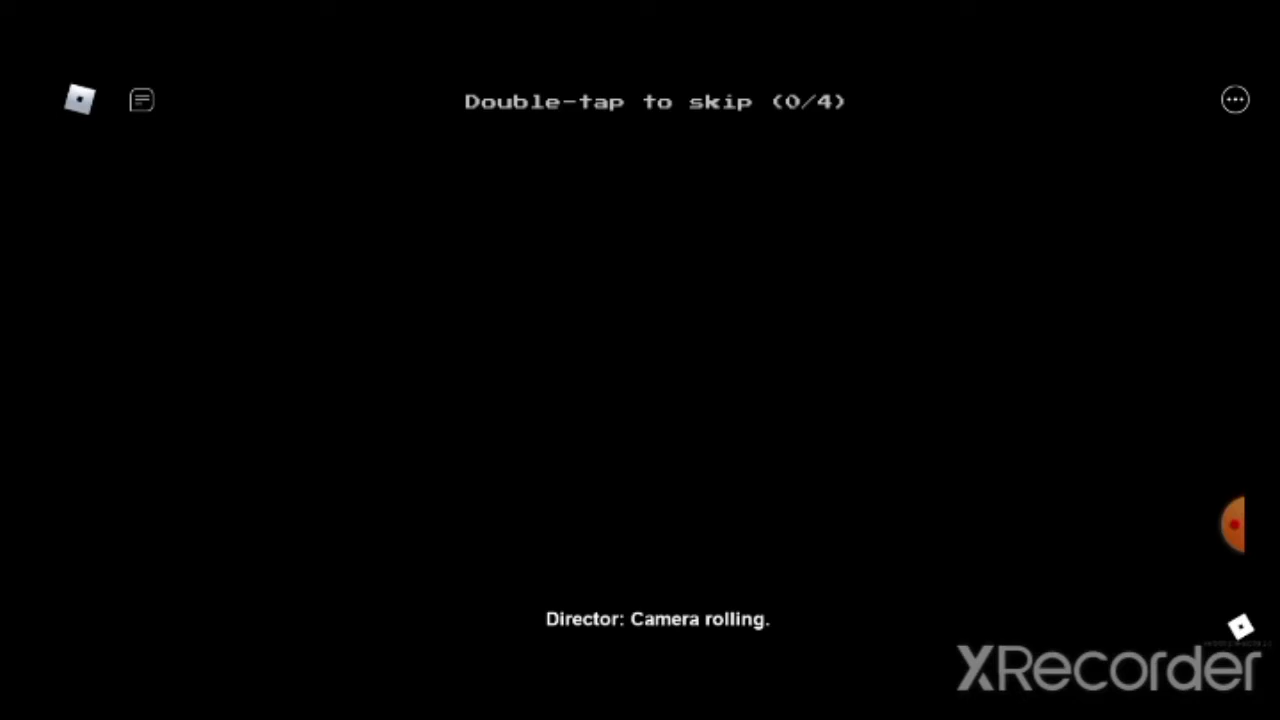 Double-tap to skip (0/4)
Director: Camera rolling.
XRecorder